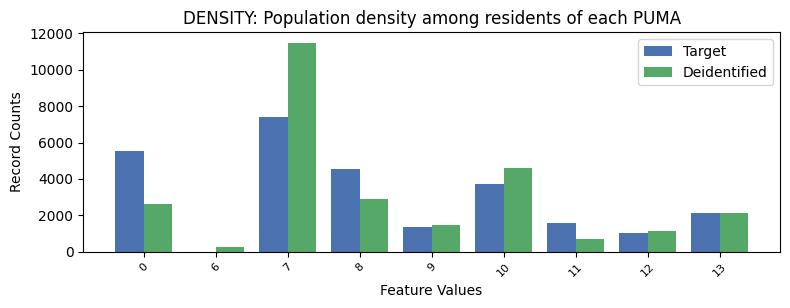 DENSITY: Population density among residents of each PUMA
12000
10000
8000
6000
4000
2000
0
Record Counts
Target
Deidentified
0 6 7 8 9 10 11 12 13
Feature Values